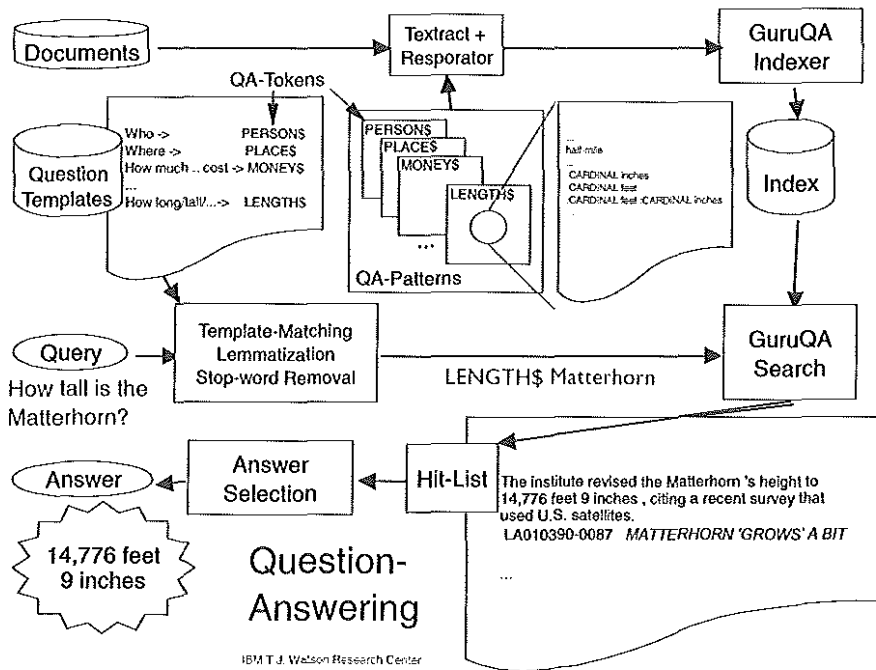 Documents
Textract +
Resporator
GuruQA
Indexer
QA-Tokens
Question
Templates
Who -> PERSON$
Where -> PLACE$
How much .. cost -> MONEY$
...
How long/tall/...-> LENGTH$
PERSON$
PLACE$
MONEY$
LENGTH$
...
QA-Patterns
...
half-mile
...
:CARDINAL inches
:CARDINAL feet
:CARDINAL feet :CARDINAL inches
...
Index
Query
How tall is the
Matterhorn?
Template-Matching
Lemmatization
Stop-word Removal
LENGTH$ Matterhorn
GuruQA
Search
Answer
Answer
Selection
Hit-List
The institute revised the Matterhorn 's height to
14,776 feet 9 inches , citing a recent survey that
used U.S. satellites.
LA010390-0087 MATTERHORN 'GROWS' A BIT
...
14,776 feet
9 inches
Question-
Answering
IBM T.J. Watson Research Center